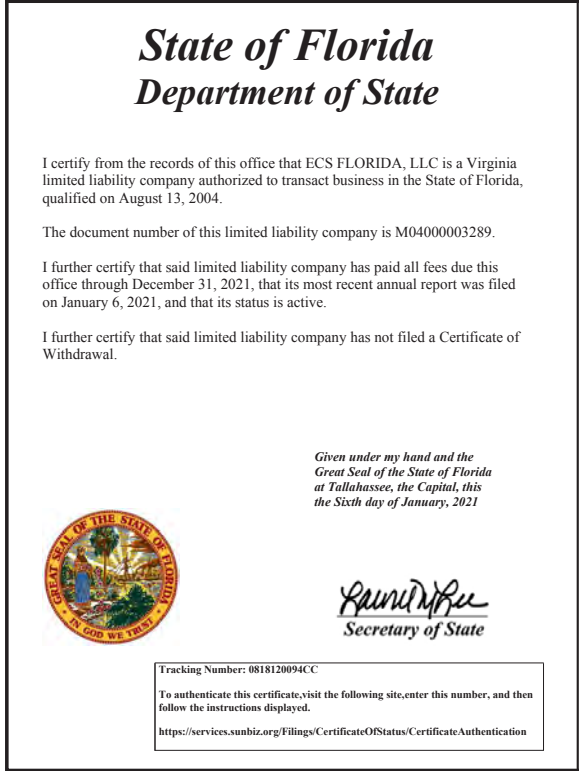 State of Florida
Department of State
I certify from the records of this office that ECS FLORIDA, LLC is a Virginia
limited liability company authorized to transact business in the State of Florida,
qualified on August 13, 2004.
The document number of this limited liability company is M04000003289.
I further certify that said limited liability company has paid all fees due this
office through December 31, 2021, that its most recent annual report was filed
on January 6, 2021, and that its status is active.
I further certify that said limited liability company has not filed a Certificate of
Withdrawal.
Given under my hand and the
Great Seal of the State of Florida
at Tallahassee, the Capital, this
the Sixth day of January, 2021
GREAT SEAL OF THE STATE OF FLORIDA
IN GOD WE TRUST
Secretary of State
Tracking Number: 0818120094CC
To authenticate this certificate,visit the following site,enter this number, and then
follow the instructions displayed.
https://services.sunbiz.org/Filings/CertificateOfStatus/CertificateAuthentication